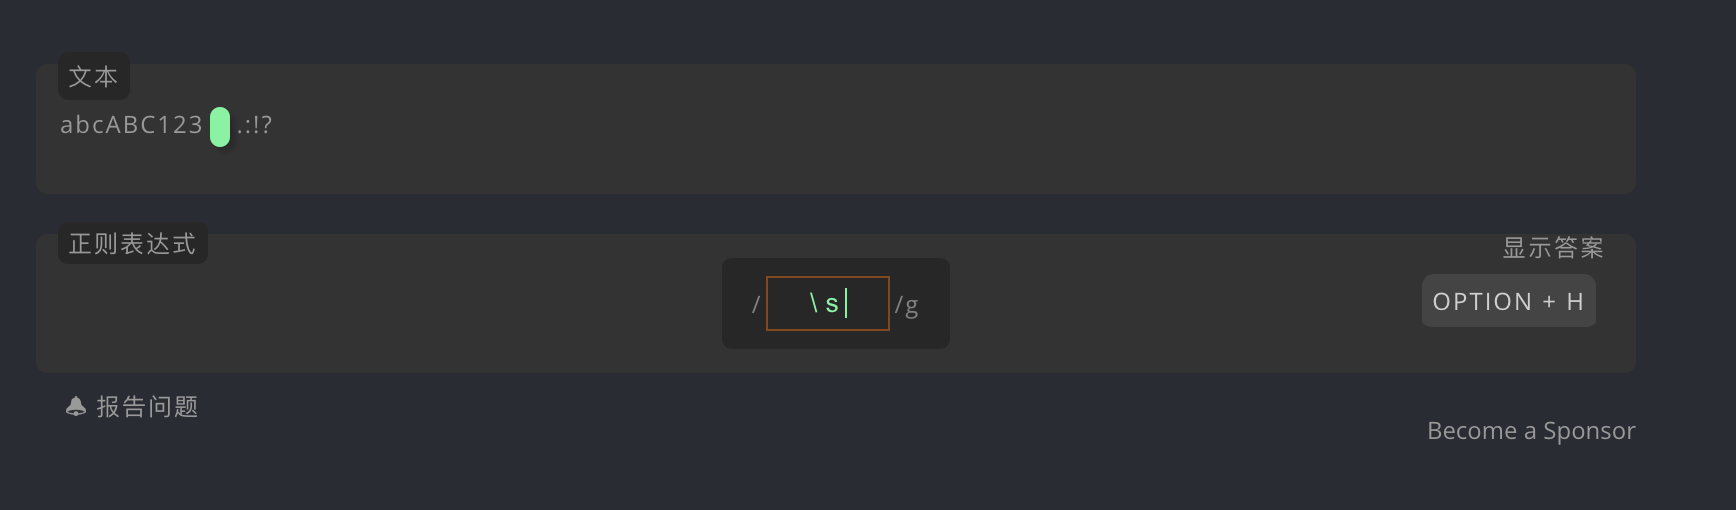 文本
abcABC123 .:!?
正则表达式
显示答案
/\s/g
OPTION + H
报告问题
Become a Sponsor